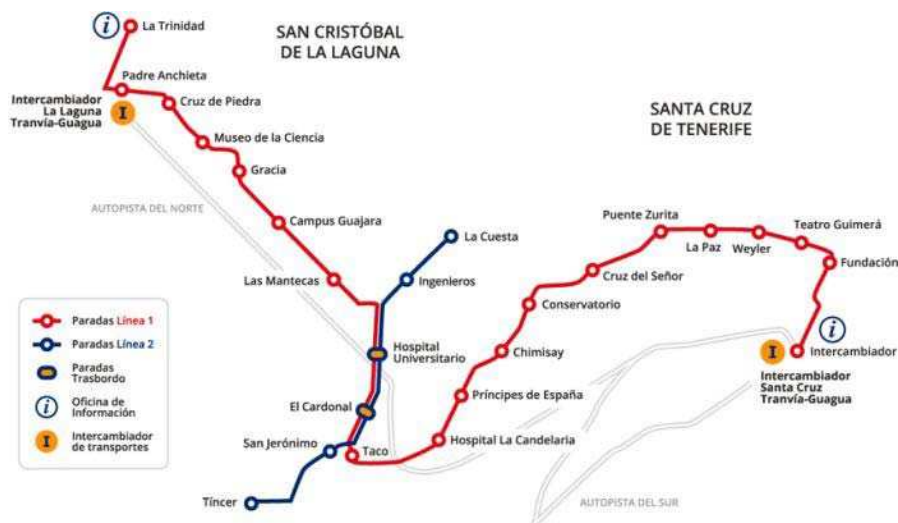 La Trinidad
SAN CRISTÓBAL
DE LA LAGUNA
Padre Anchieta
Intercambiador
La Laguna
Tranvía-Guagua
I
Cruz de Piedra
SANTA CRUZ
DE TENERIFE
Museo de la Ciencia
Gracia
AUTOPISTA DEL NORTE
Campus Guajara
La Cuesta
Puente Zurita
La Paz
Weyler
Teatro Guimerá
Fundación
Las Mantecas
Ingenieros
Cruz del Señor
Conservatorio
Paradas Línea 1
Paradas Línea 2
Paradas
Trasbordo
i
Oficina de
Información
I
Intercambiador
de transportes
Hospital
Universitario
Chimisay
i
I
Intercambiador
Intercambiador
Santa Cruz
Tranvía-Guagua
El Cardonal
Príncipes de España
San Jerónimo
Taco
Hospital La Candelaria
Tíncer
AUTOPISTA DEL SUR
i